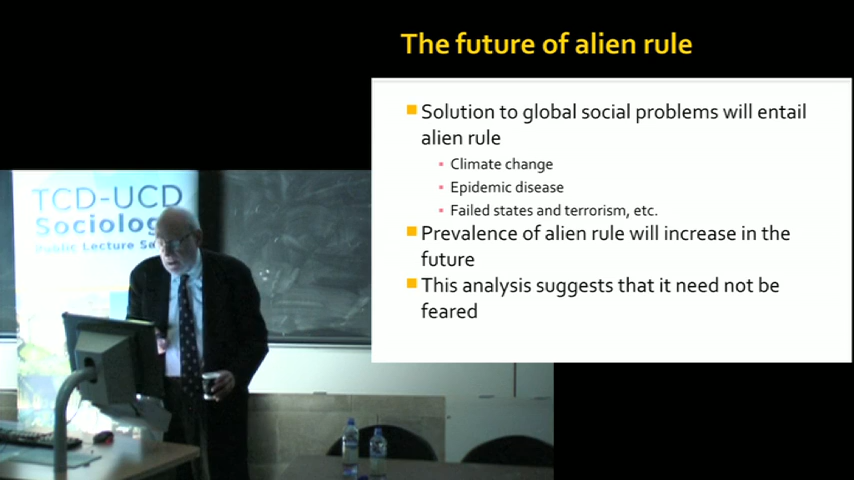 The future of alien rule
Solution to global social problems will entail
alien rule
Climate change
Epidemic disease
Failed states and terrorism, etc.
Prevalence of alien rule will increase in the
future
This analysis suggests that it need not be
feared
TCD-UCD
Sociolog
Public Lecture Se